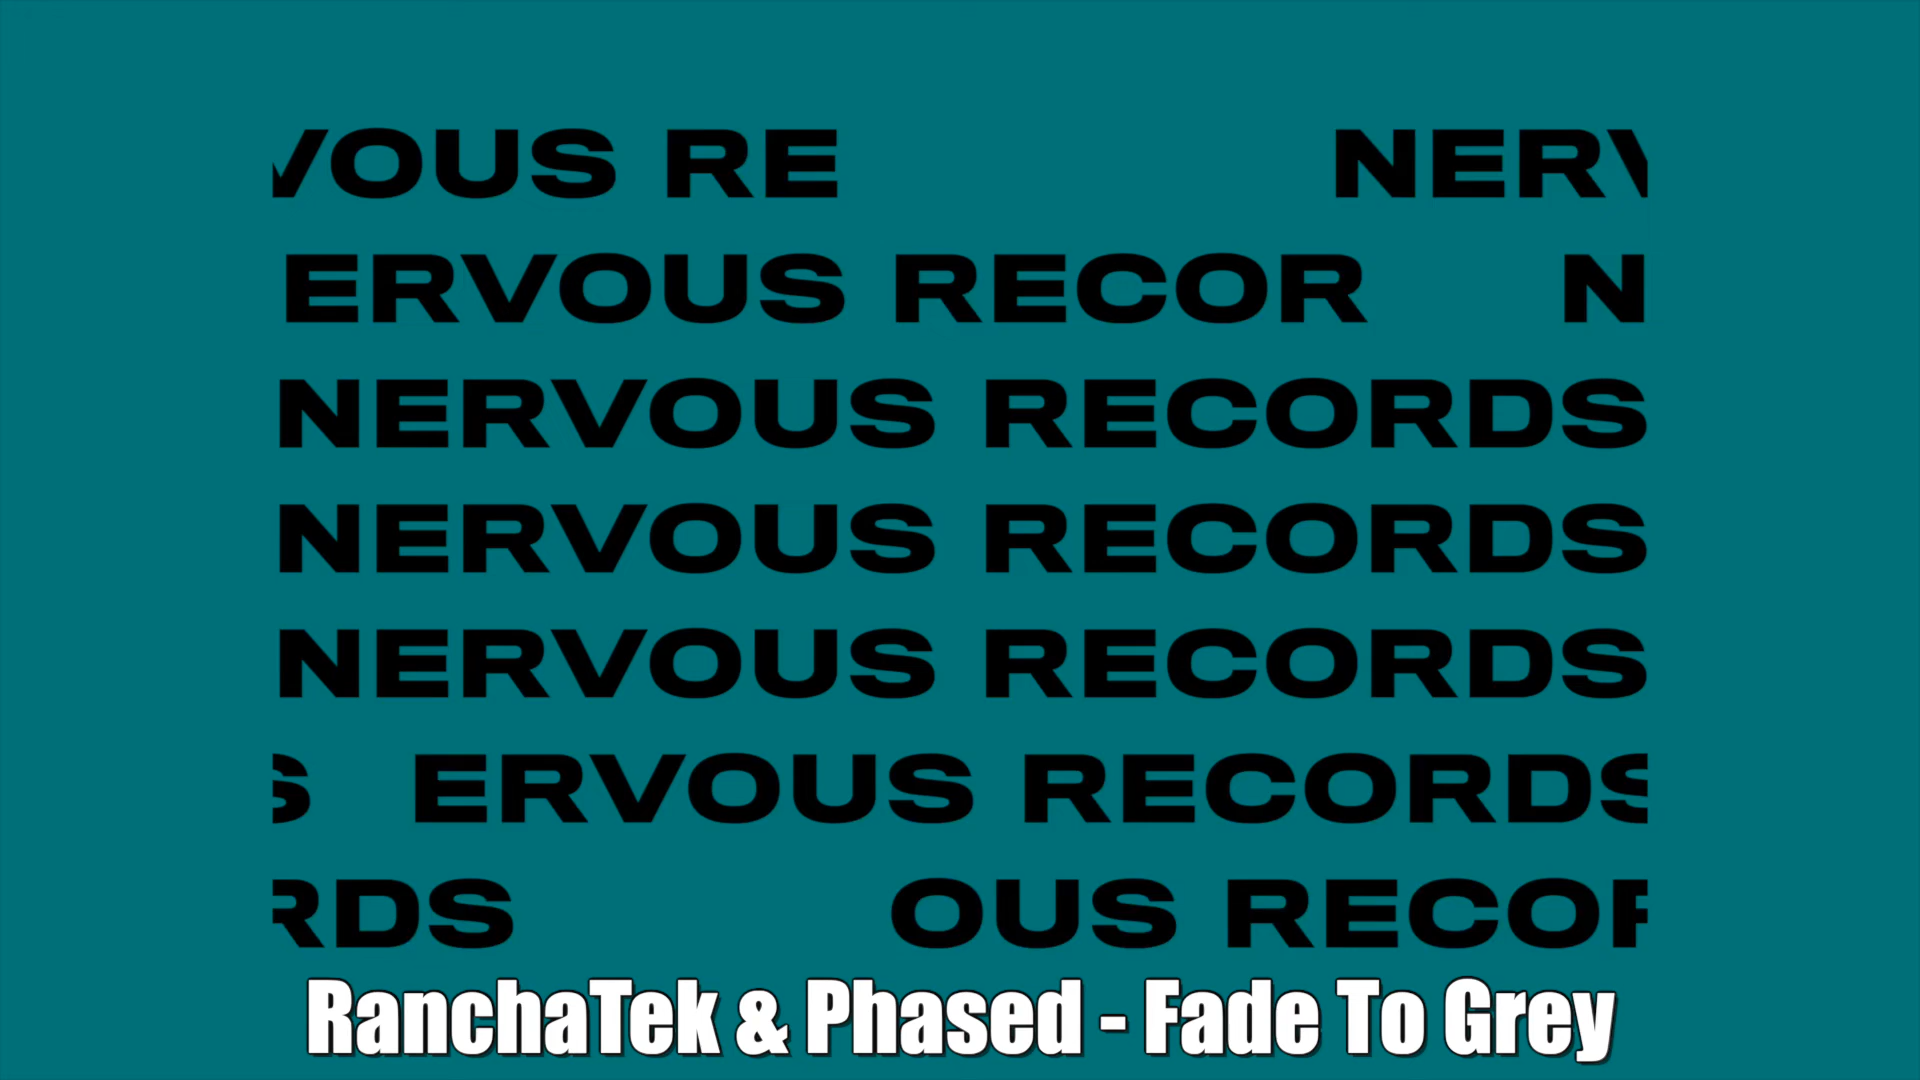 VOUS RE NERV
ERVOUS RECOR N
NERVOUS RECORDS
NERVOUS RECORDS
NERVOUS RECORDS
S ERVOUS RECORDS
RDS OUS RECOR
RanchaTek & Phased - Fade To Grey